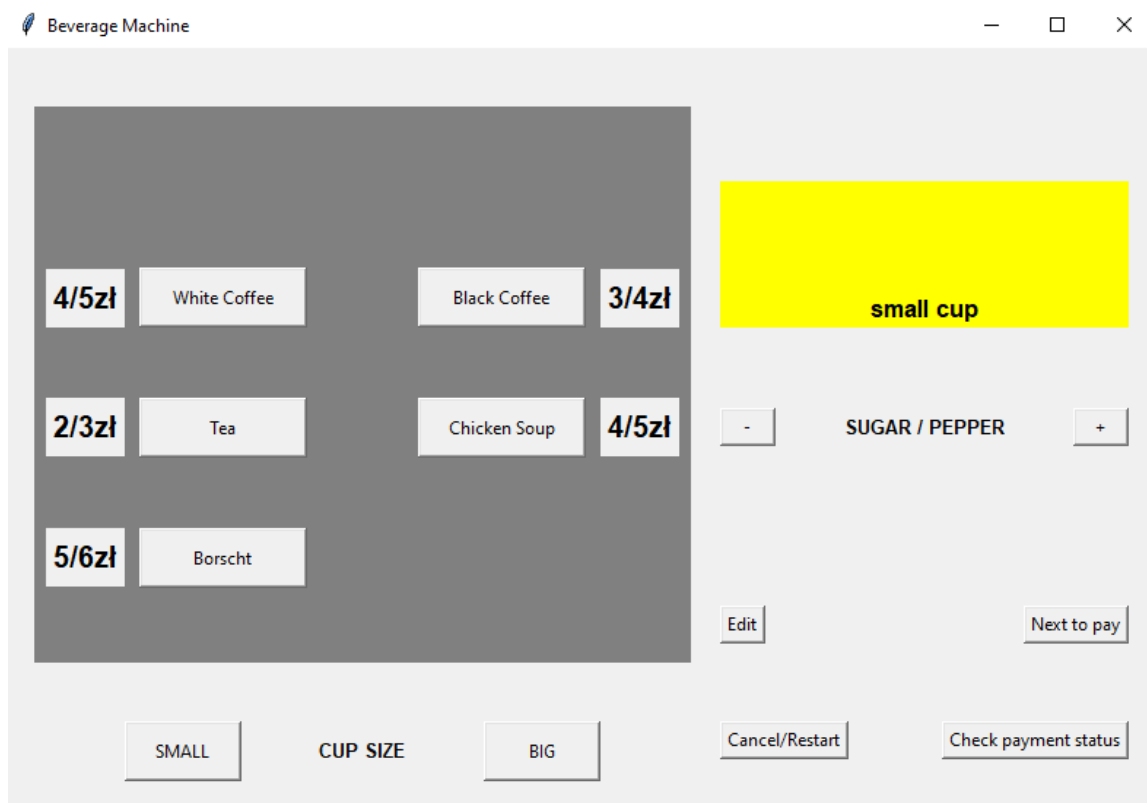 Beverage Machine
4/5zł White Coffee Black Coffee 3/4zł
small cup
2/3zł Tea Chicken Soup 4/5zł
- SUGAR / PEPPER +
5/6zł Borscht
Edit Next to pay
SMALL CUP SIZE BIG
Cancel/Restart Check payment status